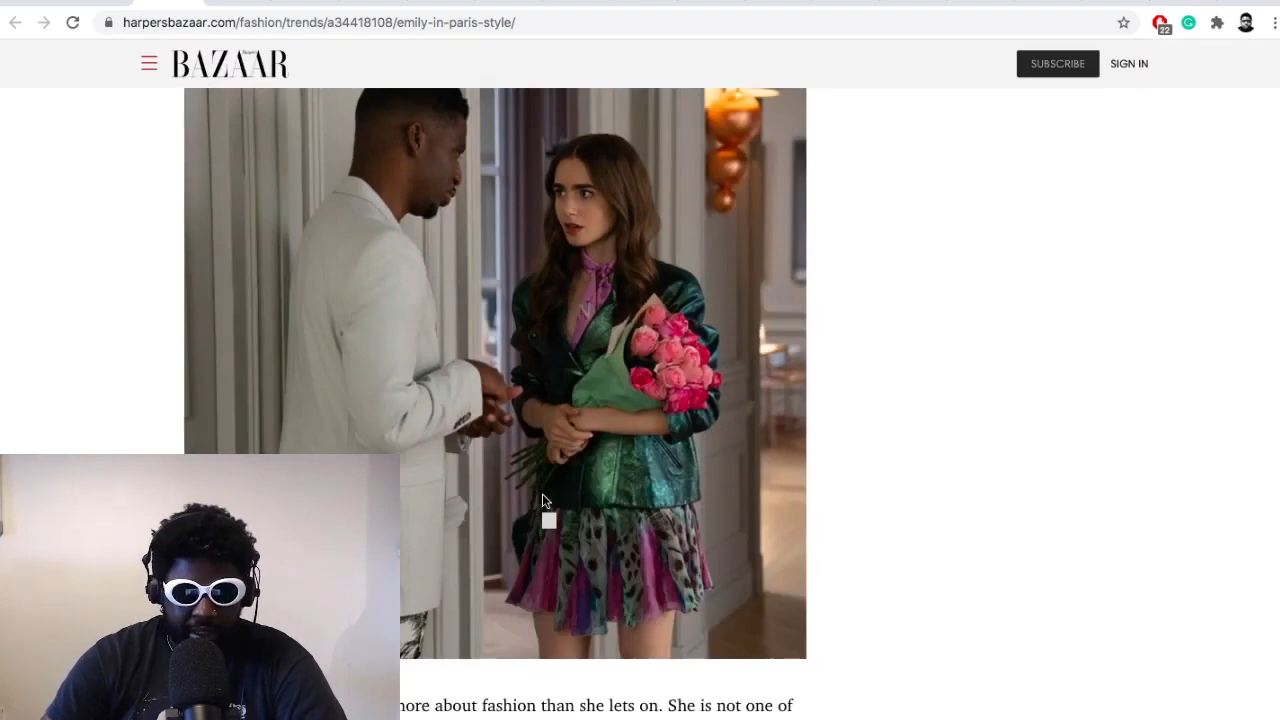 harpersbazaar.com/fashion/trends/a34418108/emily-in-paris-style/
22
BAZAAR
SUBSCRIBE
SIGN IN
more about fashion than she lets on. She is not one of